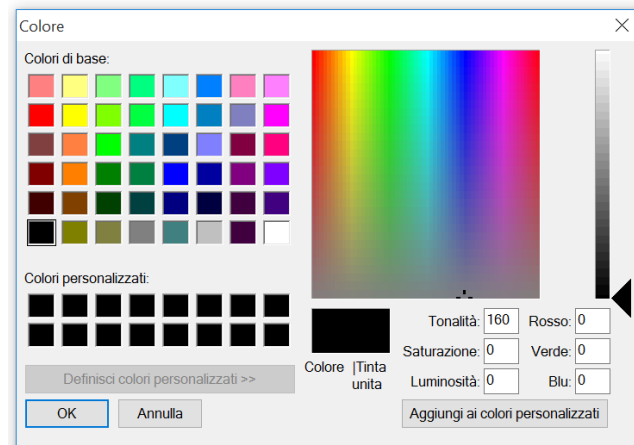 Colore
Colori di base:
Colori personalizzati:
Definisci colori personalizzati >>
OK
Annulla
Colore |Tinta
unita
Tonalità: 160
Saturazione: 0
Luminosità: 0
Rosso: 0
Verde: 0
Blu: 0
Aggiungi ai colori personalizzati